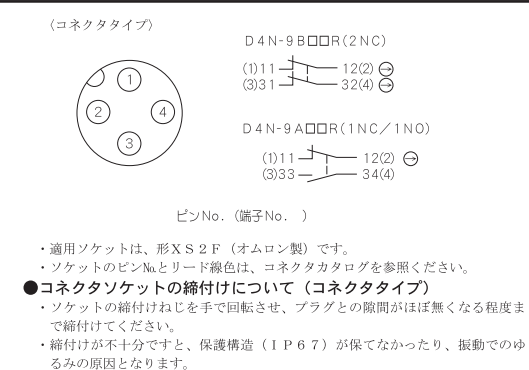 〈コネクタタイプ〉
D4N-9B□□R(2NC)
(1)11 12(2)
(3)31 32(4)
1
2
4
3
D4N-9A□□R(1NC/1NO)
(1)11 12(2)
(3)33 34(4)
ピンNo.(端子No. )
・適用ソケットは、形XS2F(オムロン製)です。
・ソケットのピン№とリード線色は、コネクタカタログを参照ください。
●コネクタソケットの締付けについて(コネクタタイプ)
・ソケットの締付けねじを手で回転させ、プラグとの隙間がほぼ無くなる程度ま
で締付けてください。
・締付けが不十分ですと、保護構造(IP67)が保てなかったり、振動でのゆ
るみの原因となります。